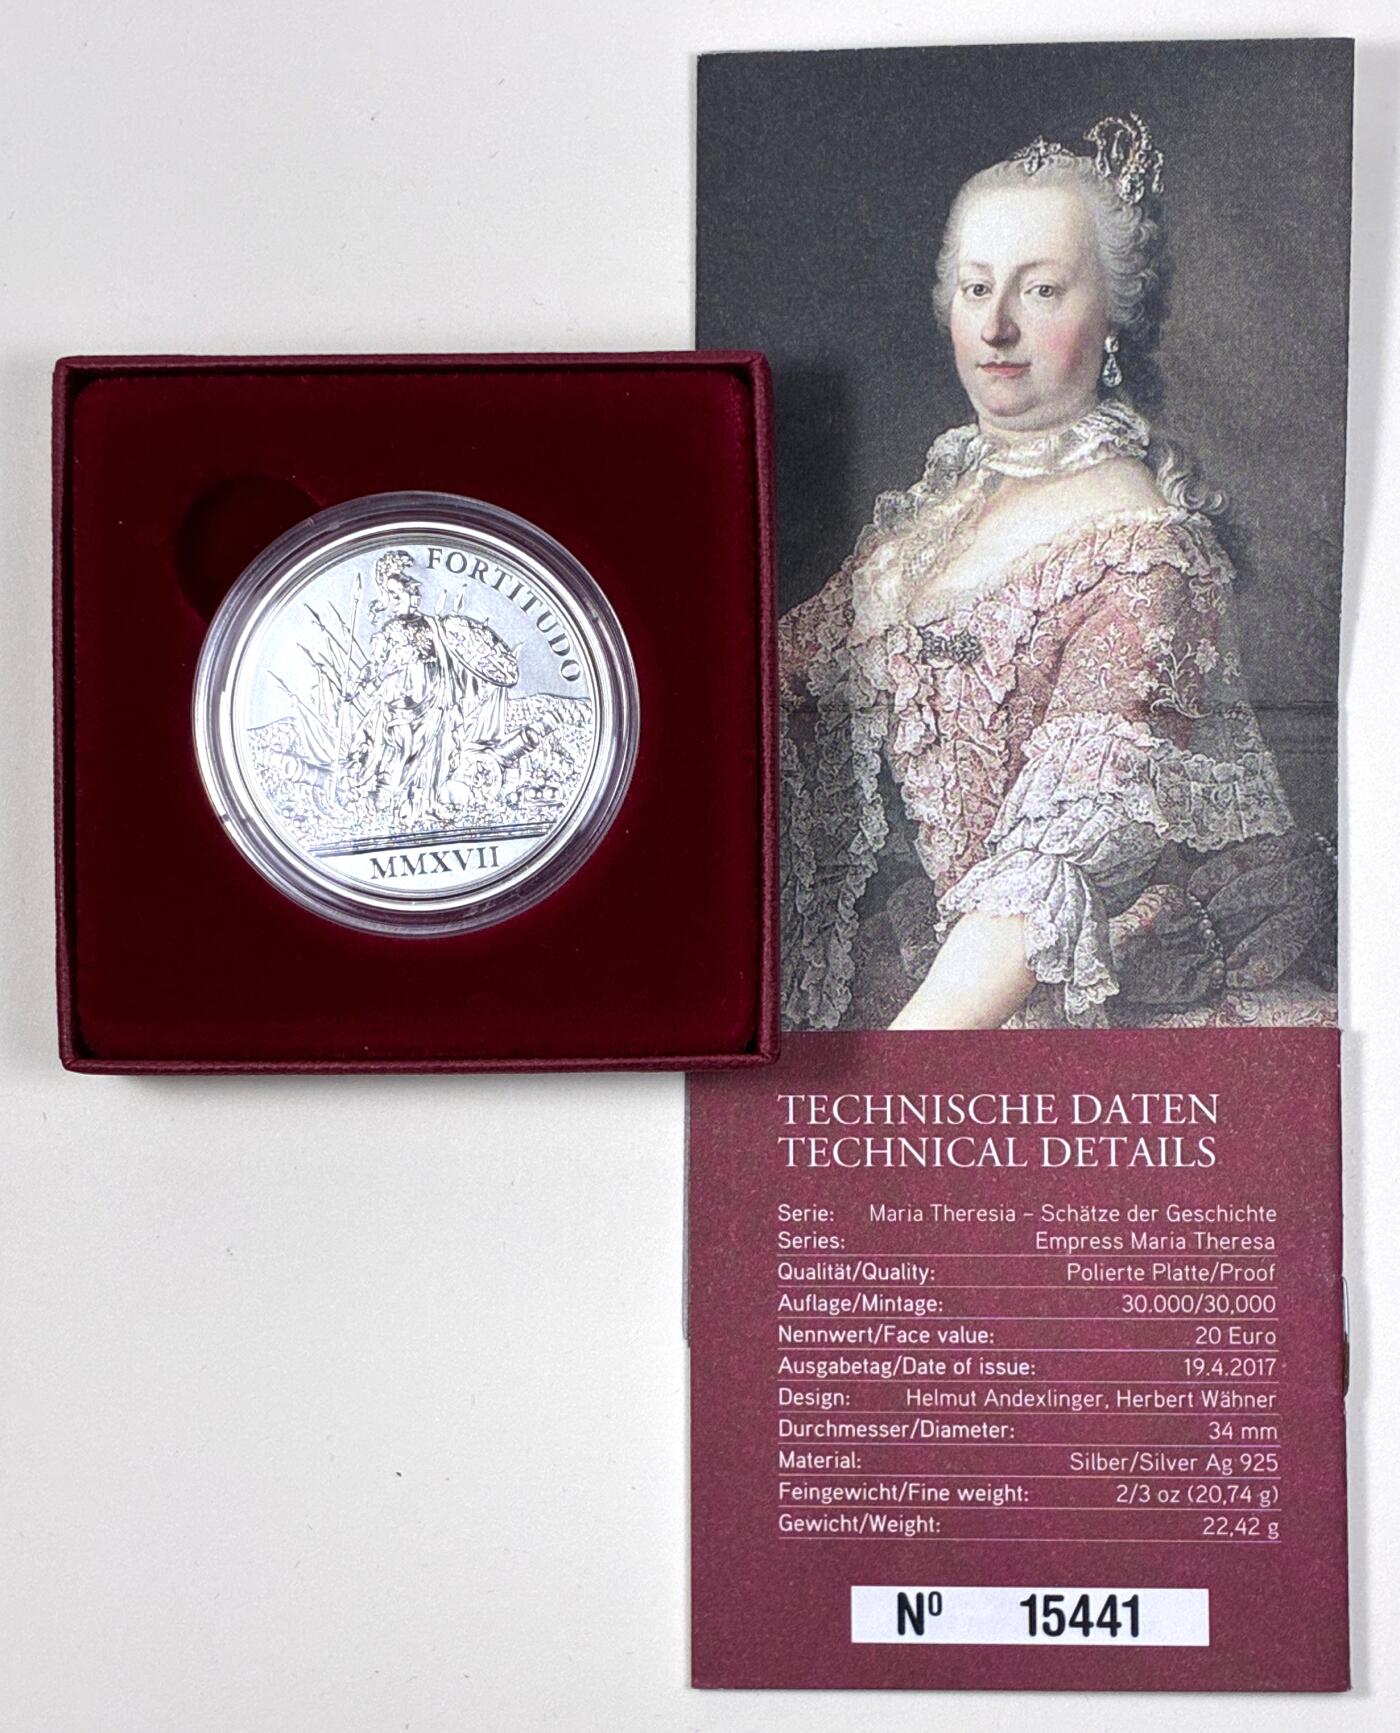 FORTITUDO
MMXVII
TECHNISCHE DATEN
TECHNICAL DETAILS
Serie: Maria Theresia – Schätze der Geschichte
Series: Empress Maria Theresa
Qualität/Quality: Polierte Platte/Proof
Auflage/Mintage: 30.000/30,000
Nennwert/Face value: 20 Euro
Ausgabetag/Date of issue: 19.4.2017
Design: Helmut Andexlinger, Herbert Wähner
Durchmesser/Diameter: 34 mm
Material: Silber/Silver Ag 925
Feingewicht/Fine weight: 2/3 oz (20,74 g)
Gewicht/Weight: 22,42 g
Nº 15441